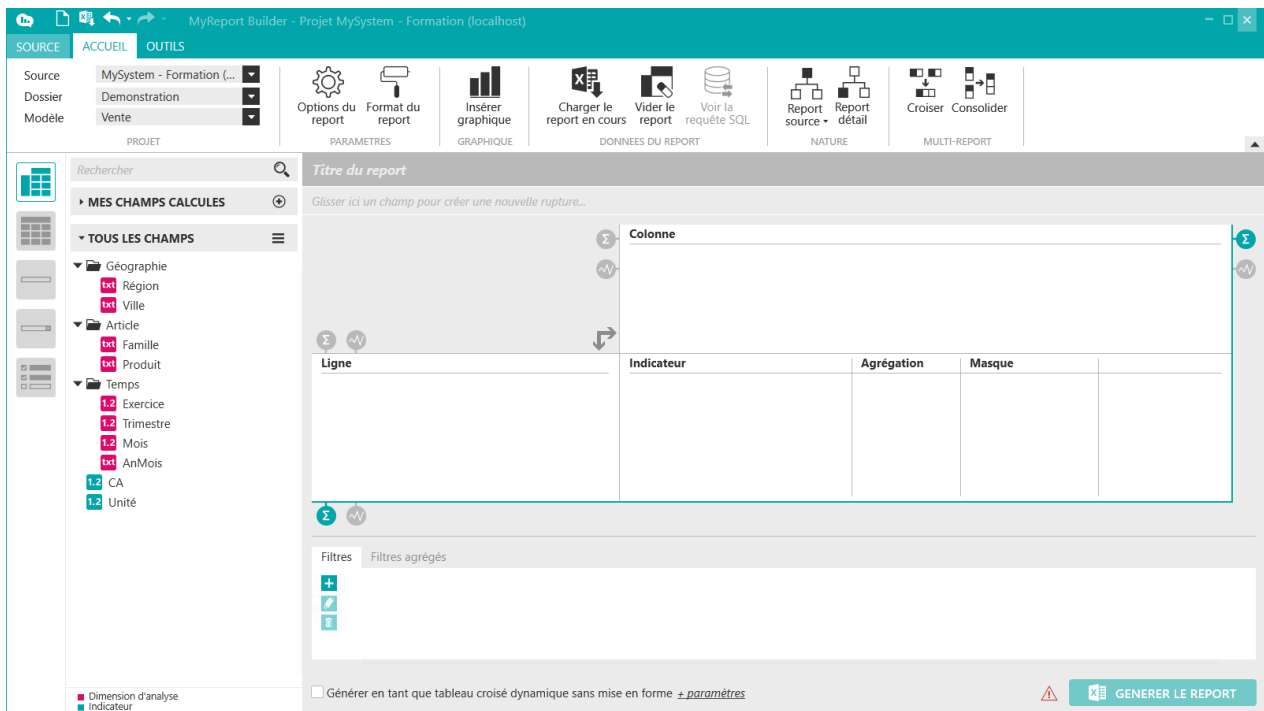 MyReport Builder - Projet MySystem - Formation (localhost)
SOURCE ACCUEIL OUTILS
Source MySystem - Formation (...
Dossier Demonstration
Modèle Vente
PROJET
Options du report
Format du report
PARAMETRES
Insérer graphique
GRAPHIQUE
Charger le report en cours
Vider le report
Voir la requête SQL
DONNEES DU REPORT
Report source
Report détail
NATURE
Croiser
Consolider
MULTI-REPORT
Rechercher
MES CHAMPS CALCULES
TOUS LES CHAMPS
Géographie
txt Région
txt Ville
Article
txt Famille
txt Produit
Temps
1.2 Exercice
1.2 Trimestre
1.2 Mois
txt AnMois
1.2 CA
1.2 Unité
Dimension d'analyse
Indicateur
Titre du report
Glisser ici un champ pour créer une nouvelle rupture...
Σ Colonne Σ
Σ
Ligne Indicateur Agrégation Masque
Σ
Filtres Filtres agrégés
Générer en tant que tableau croisé dynamique sans mise en forme + paramètres
GENERER LE REPORT